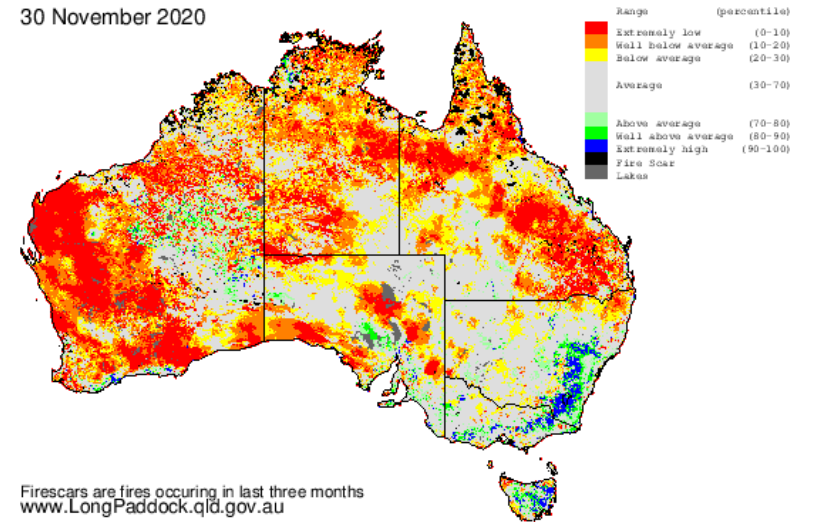 30 November 2020
Range (percentile)
Extremely low (0-10)
Well below average (10-20)
Below average (20-30)
Average (30-70)
Above average (70-80)
Well above average (80-90)
Extremely high (90-100)
Fire Scar
Lakes
Firescars are fires occuring in last three months
www.LongPaddock.qld.gov.au